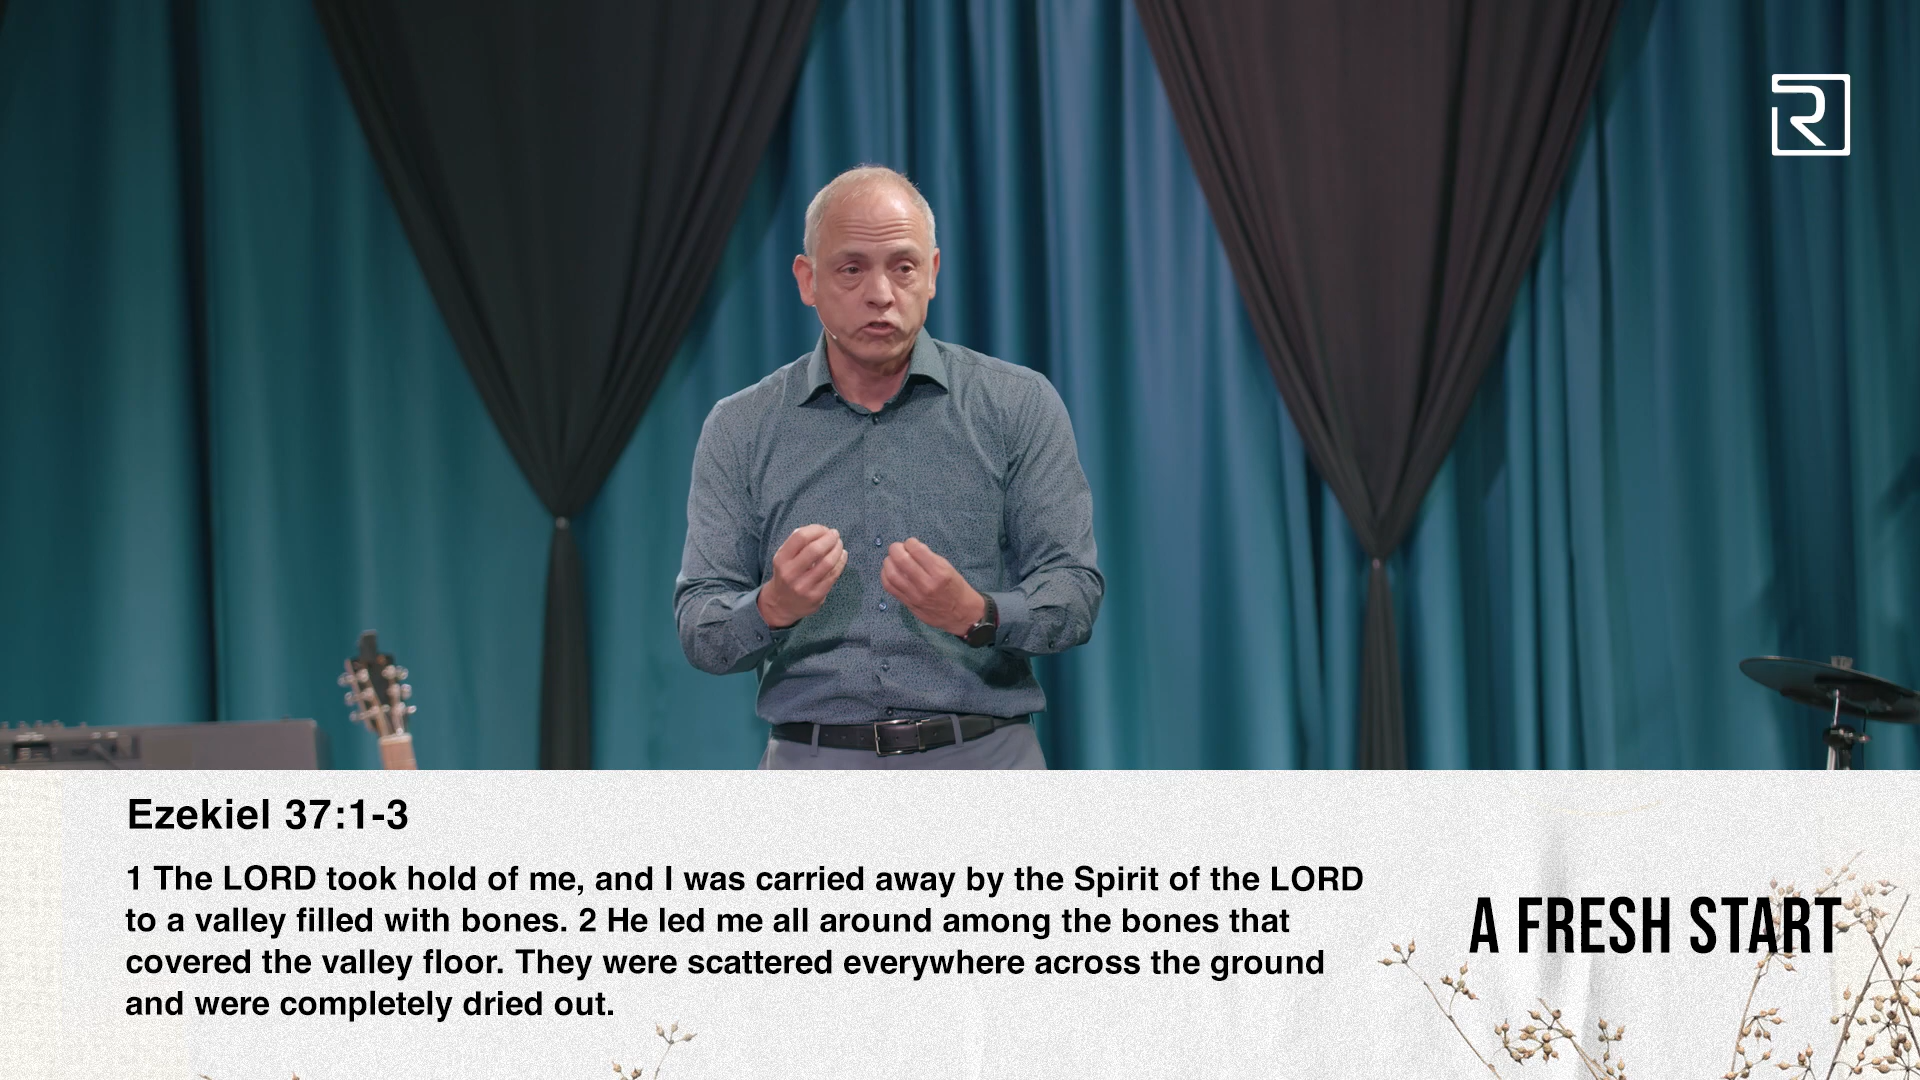 R
Ezekiel 37:1-3
1 The LORD took hold of me, and I was carried away by the Spirit of the LORD
to a valley filled with bones. 2 He led me all around among the bones that
covered the valley floor. They were scattered everywhere across the ground
and were completely dried out.
A FRESH START